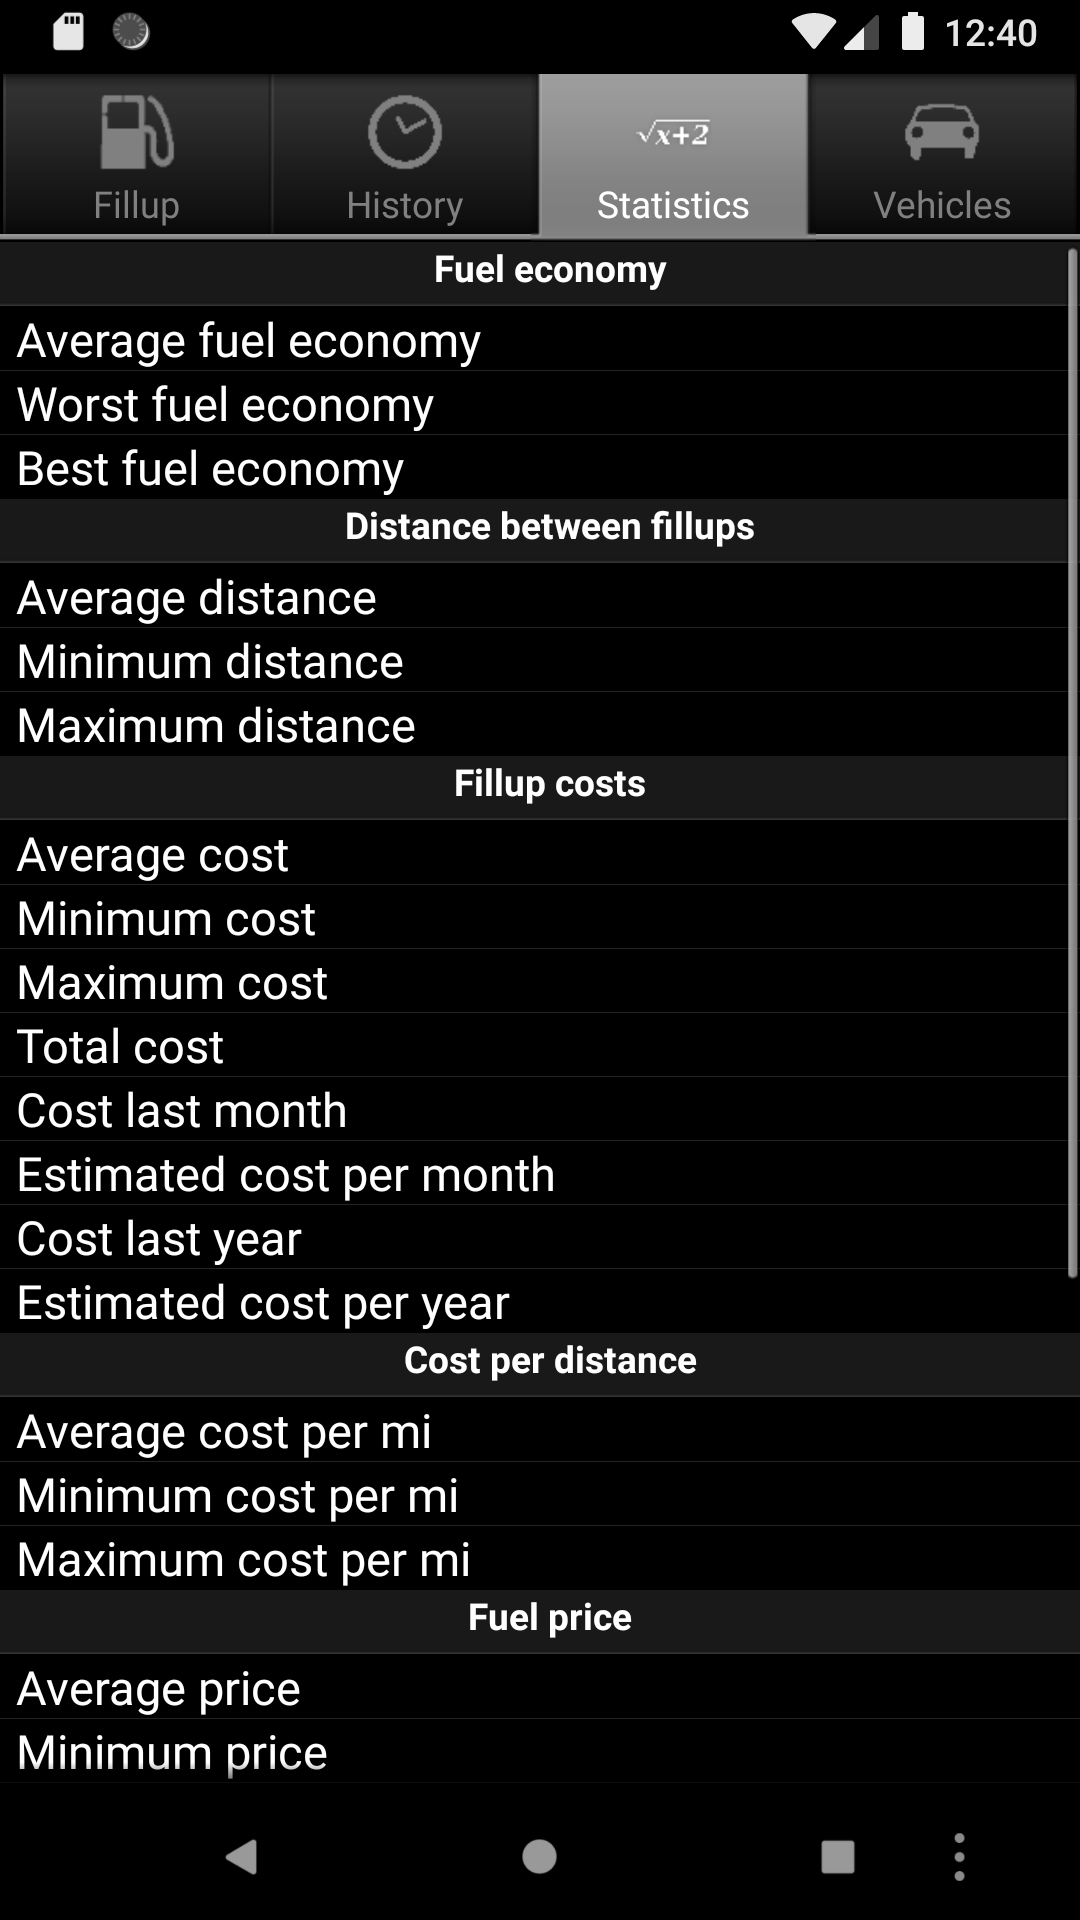 12:40
Fillup
History
√x+2
Statistics
Vehicles
Fuel economy
Average fuel economy
Worst fuel economy
Best fuel economy
Distance between fillups
Average distance
Minimum distance
Maximum distance
Fillup costs
Average cost
Minimum cost
Maximum cost
Total cost
Cost last month
Estimated cost per month
Cost last year
Estimated cost per year
Cost per distance
Average cost per mi
Minimum cost per mi
Maximum cost per mi
Fuel price
Average price
Minimum price